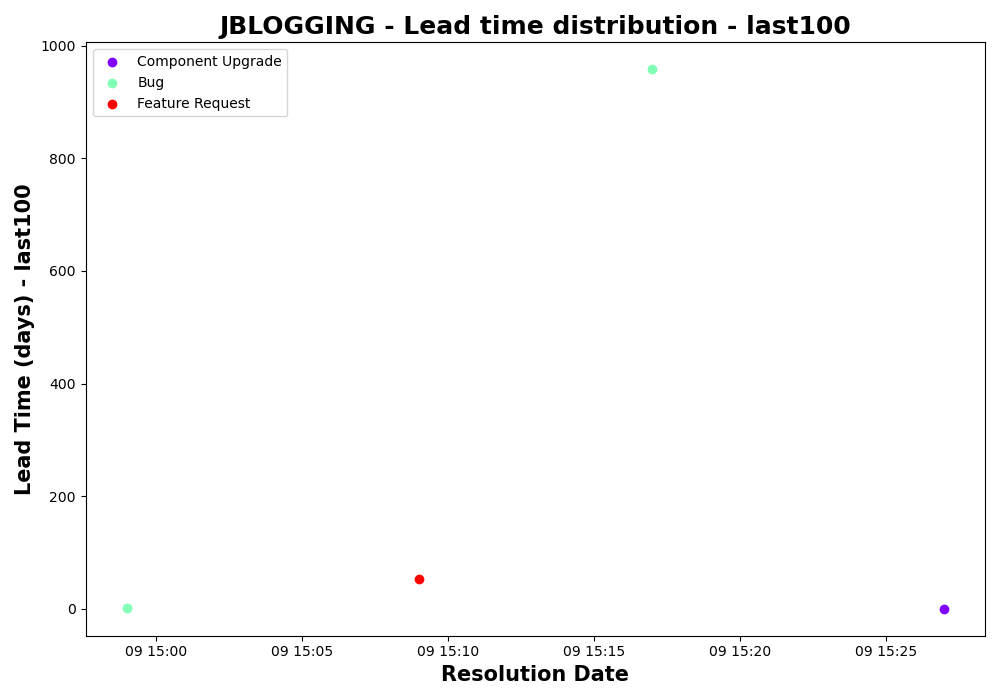 JBLOGGING - Lead time distribution - last100
Component Upgrade
Bug
Feature Request
Lead Time (days) - last100
1000
800
600
400
200
0
09 15:00
09 15:05
09 15:10
09 15:15
09 15:20
09 15:25
Resolution Date